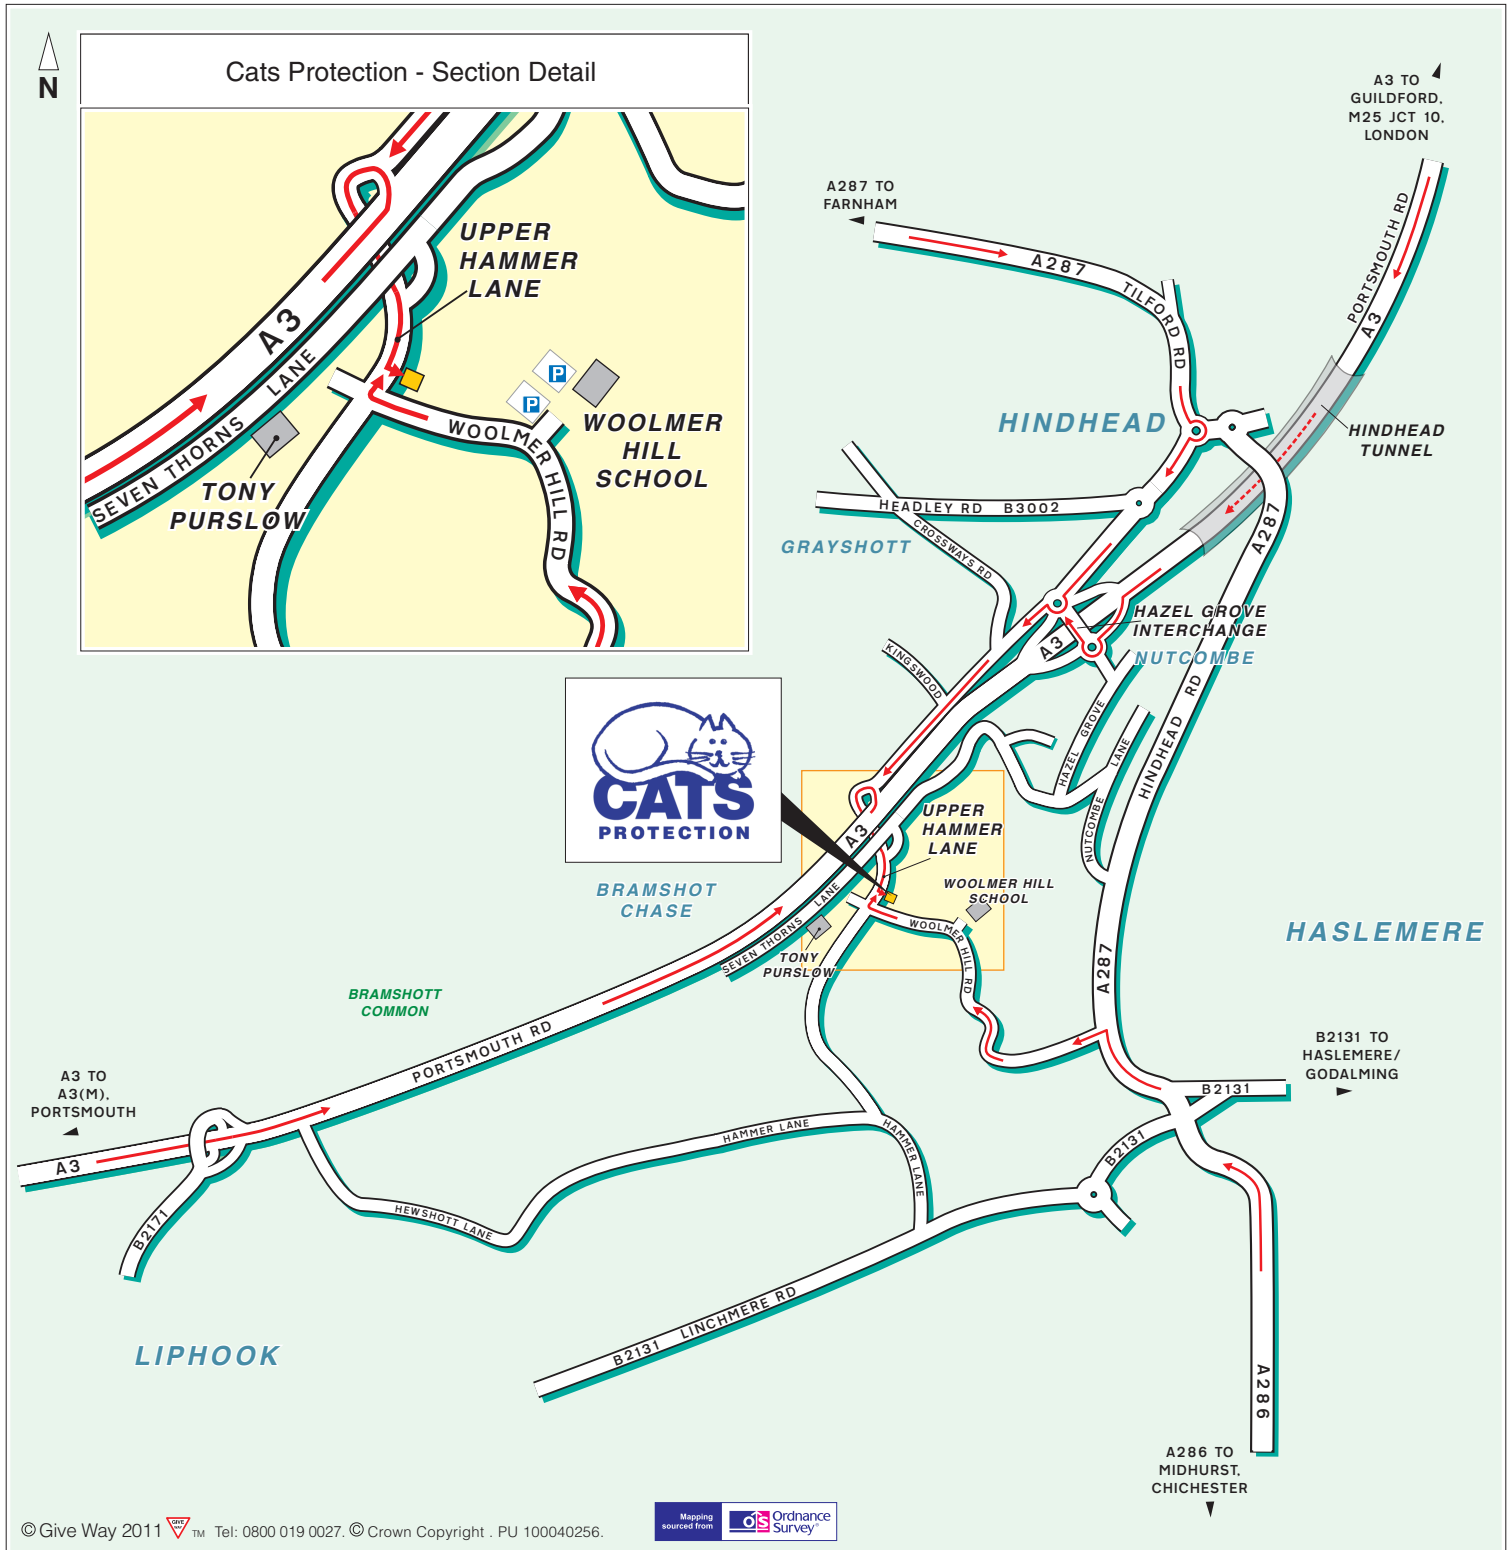 N
Cats Protection - Section Detail
UPPER
HAMMER
LANE
A3
SEVEN THORNS LANE
TONY
PURSLOW
P
P
WOOLMER
HILL
SCHOOL
WOOLMER HILL RD
A3 TO
GUILDFORD,
M25 JCT 10,
LONDON
A287 TO
FARNHAM
A287
TILFORD RD
PORTSMOUTH RD
A3
HINDHEAD
HINDHEAD
TUNNEL
HEADLEY RD B3002
GRAYSHOTT
CROSSWAYS RD
A287
HAZEL GROVE
INTERCHANGE
A3
NUTCOMBE
KINGSWOOD
HAZEL GROVE
NUTCOMBE LANE
HINDHEAD RD
CATS
PROTECTION
UPPER
HAMMER
LANE
A3
WOOLMER HILL
SCHOOL
BRAMSHOT
CHASE
SEVEN THORNS LANE
WOOLMER HILL RD
TONY
PURSLOW
HASLEMERE
A287
BRAMSHOTT
COMMON
PORTSMOUTH RD
B2131 TO
HASLEMERE/
GODALMING
A3 TO
A3(M),
PORTSMOUTH
B2131
B2131
A3
HAMMER LANE
HAMMER LANE
B2171
HEWSHOTT LANE
B2131 LINCHMERE RD
LIPHOOK
A286
A286 TO
MIDHURST,
CHICHESTER
© Give Way 2011 GIVE WAY TM Tel: 0800 019 0027. © Crown Copyright . PU 100040256.
Mapping
sourced from
OS Ordnance
Survey®